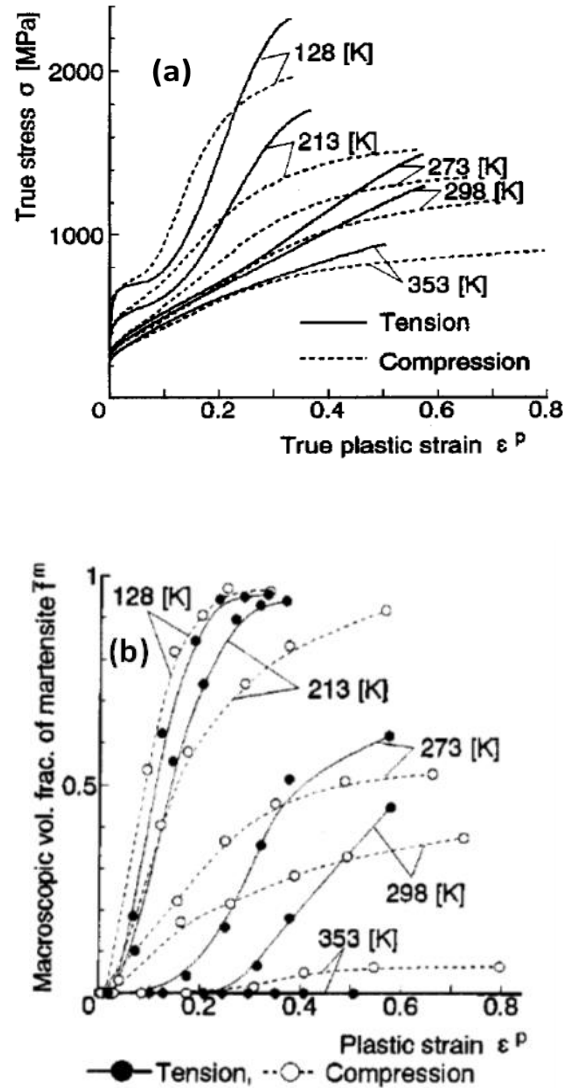 True stress σ [MPa]
2000
1000
0
(a)
128 [K]
213 [K]
273 [K]
298 [K]
353 [K]
Tension
Compression
0 0.2 0.4 0.6 0.8
True plastic strain ε p
Macroscopic vol. frac. of martensite f̄ m
1
0.5
0
128 [K]
(b)
213 [K]
273 [K]
298 [K]
353 [K]
0.2 0.4 0.6 0.8
Plastic strain ε p
Tension, Compression